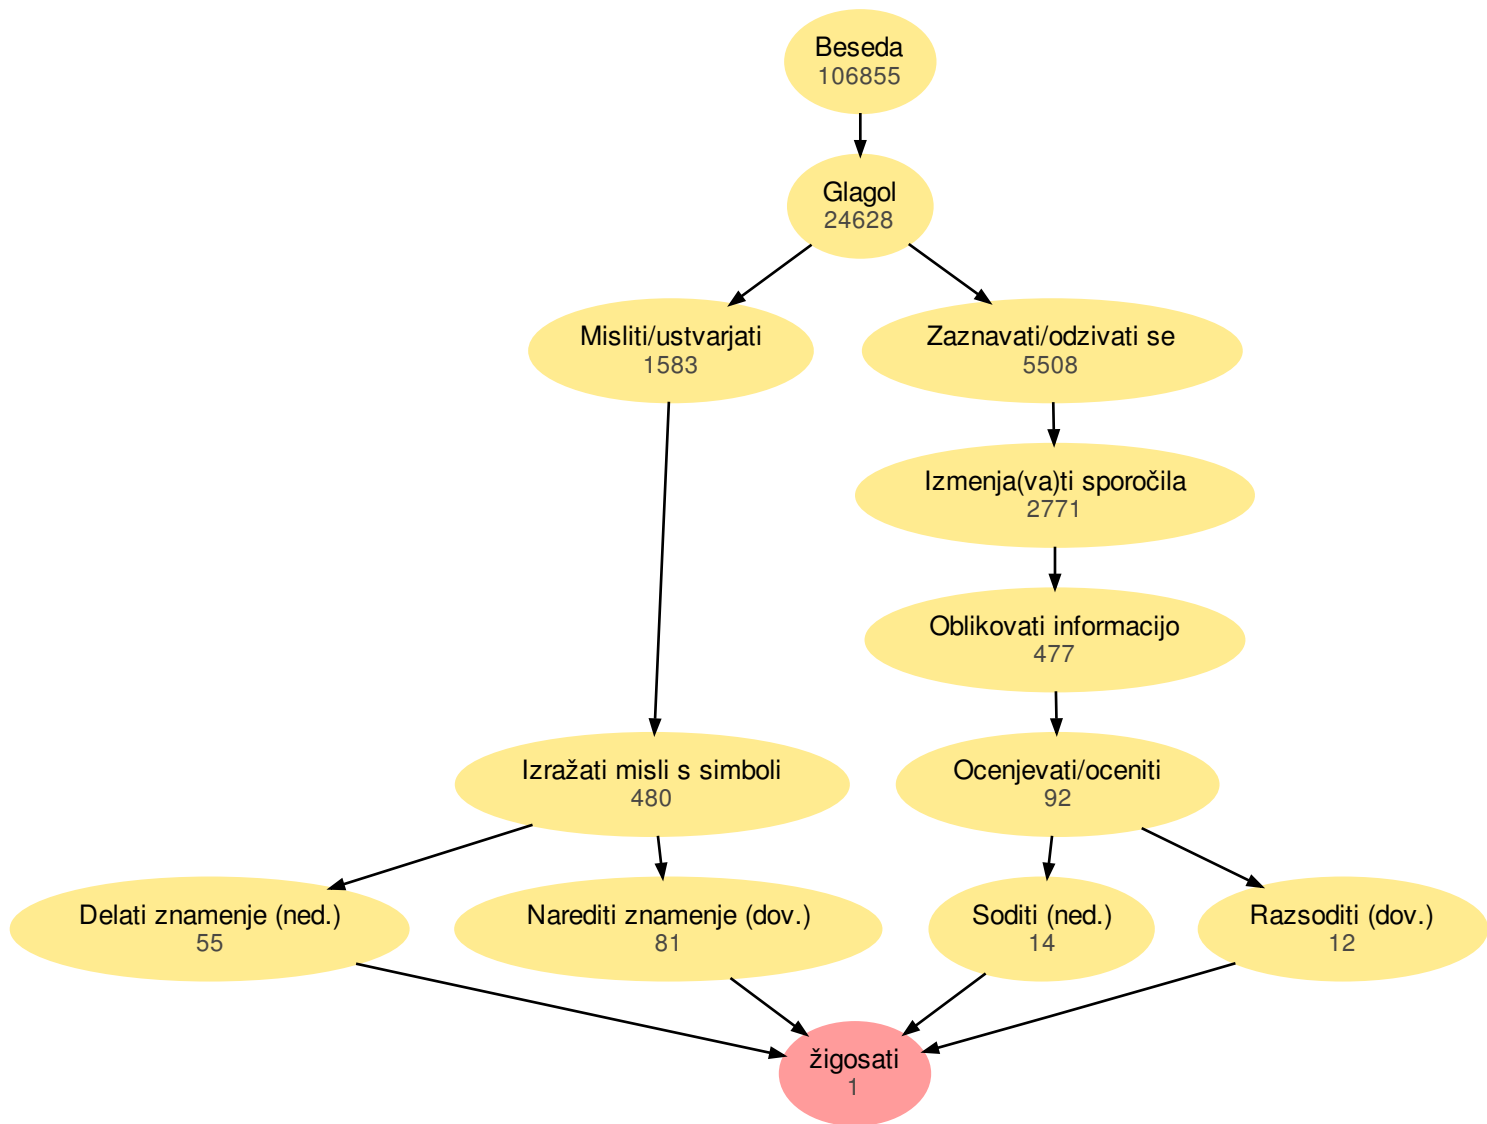 Beseda
106855
Glagol
24628
Misliti/ustvarjati
1583
Zaznavati/odzivati se
5508
Izmenja(va)ti sporočila
2771
Oblikovati informacijo
477
Izražati misli s simboli
480
Ocenjevati/oceniti
92
Delati znamenje (ned.)
55
Narediti znamenje (dov.)
81
Soditi (ned.)
14
Razsoditi (dov.)
12
žigosati
1